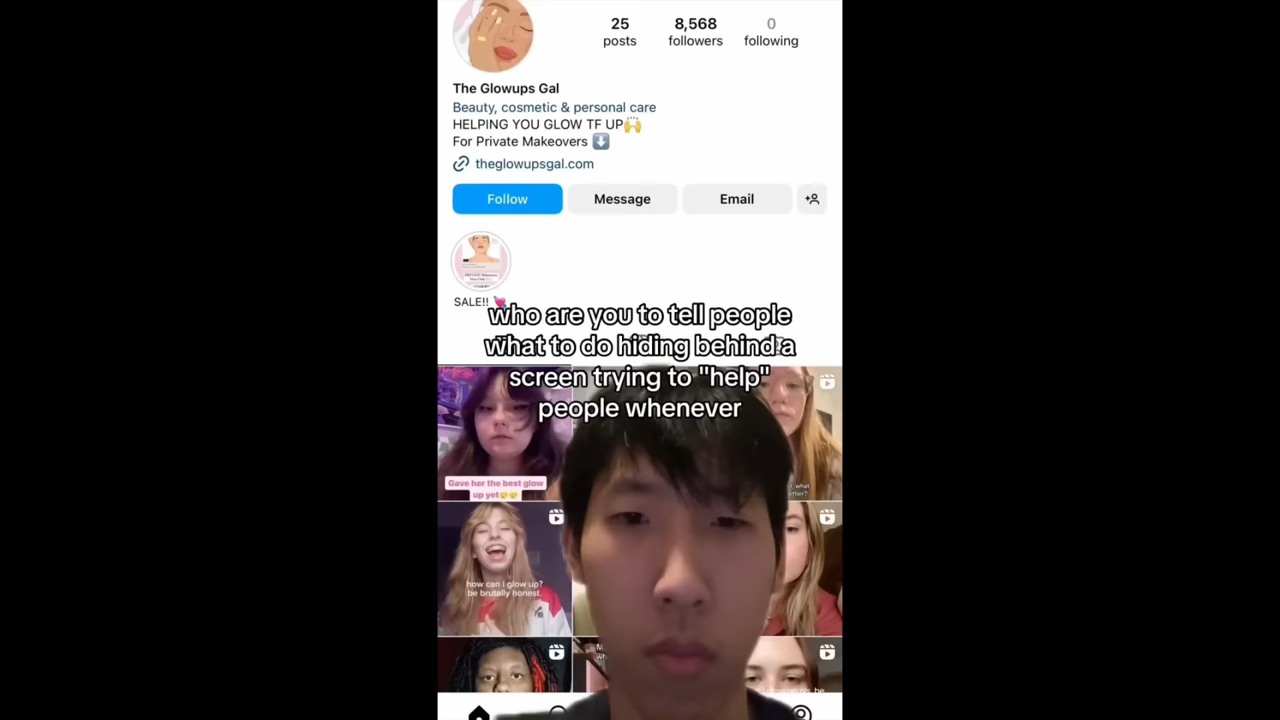 25 8,568 0
posts followers following
The Glowups Gal
Beauty, cosmetic & personal care
HELPING YOU GLOW TF UP🙌
For Private Makeovers ⬇️
theglowupsgal.com
Follow Message Email
SALE!! 💘
who are you to tell people
what to do hiding behind a
screen trying to "help"
people whenever
Gave her the best glow
up yet
what
how can i glow up?
be brutally honest.